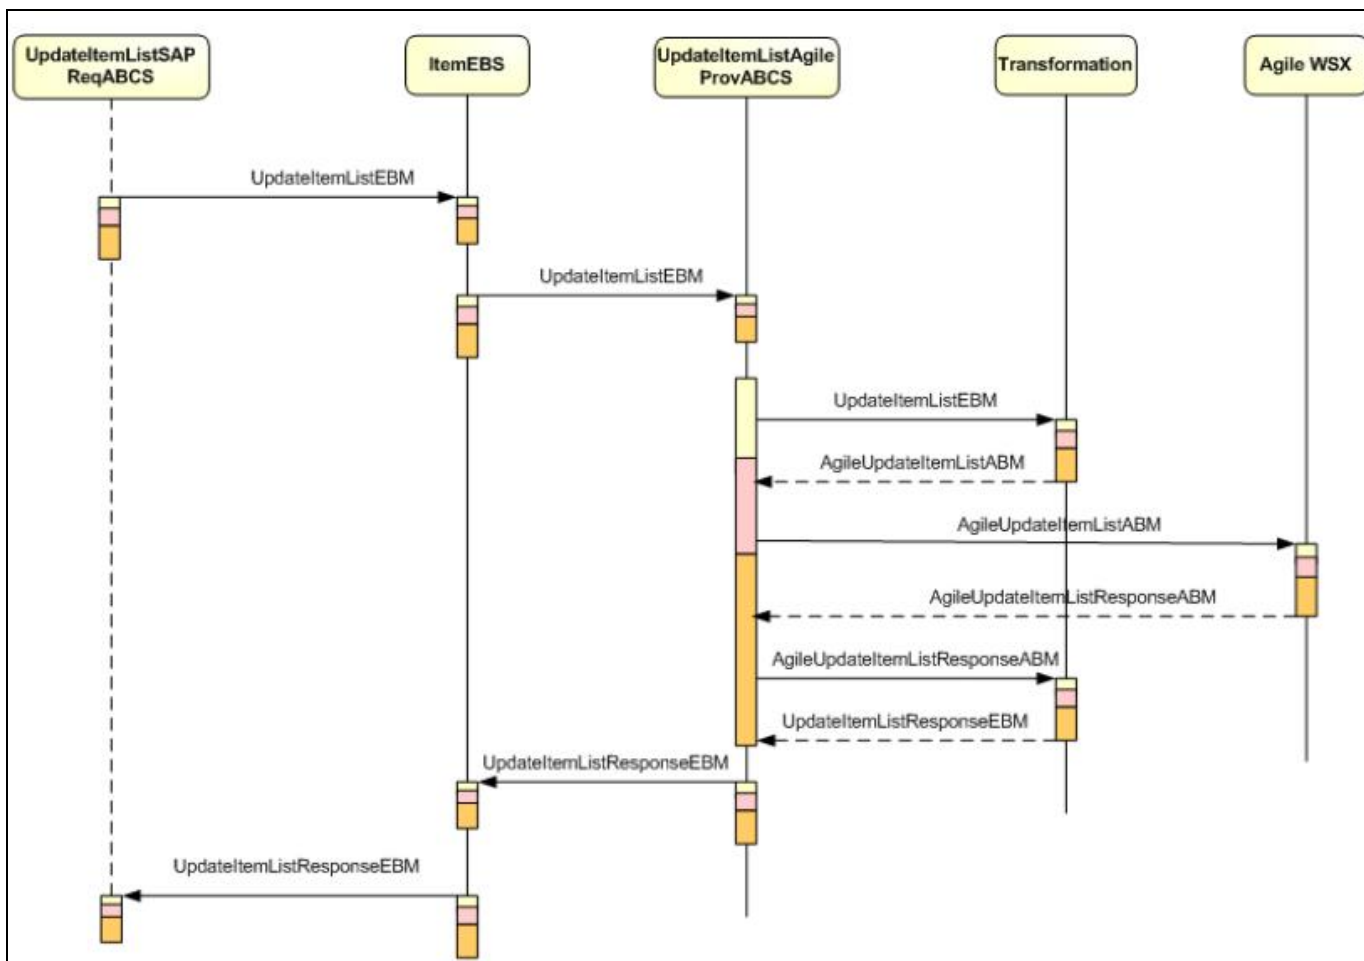 UpdateItemListSAP
ReqABCS
ItemEBS
UpdateItemListAgile
ProvABCS
Transformation
Agile WSX
UpdateItemListEBM
UpdateItemListEBM
UpdateItemListEBM
AgileUpdateItemListABM
AgileUpdateItemListABM
AgileUpdateItemListResponseABM
AgileUpdateItemListResponseABM
UpdateItemListResponseEBM
UpdateItemListResponseEBM
UpdateItemListResponseEBM